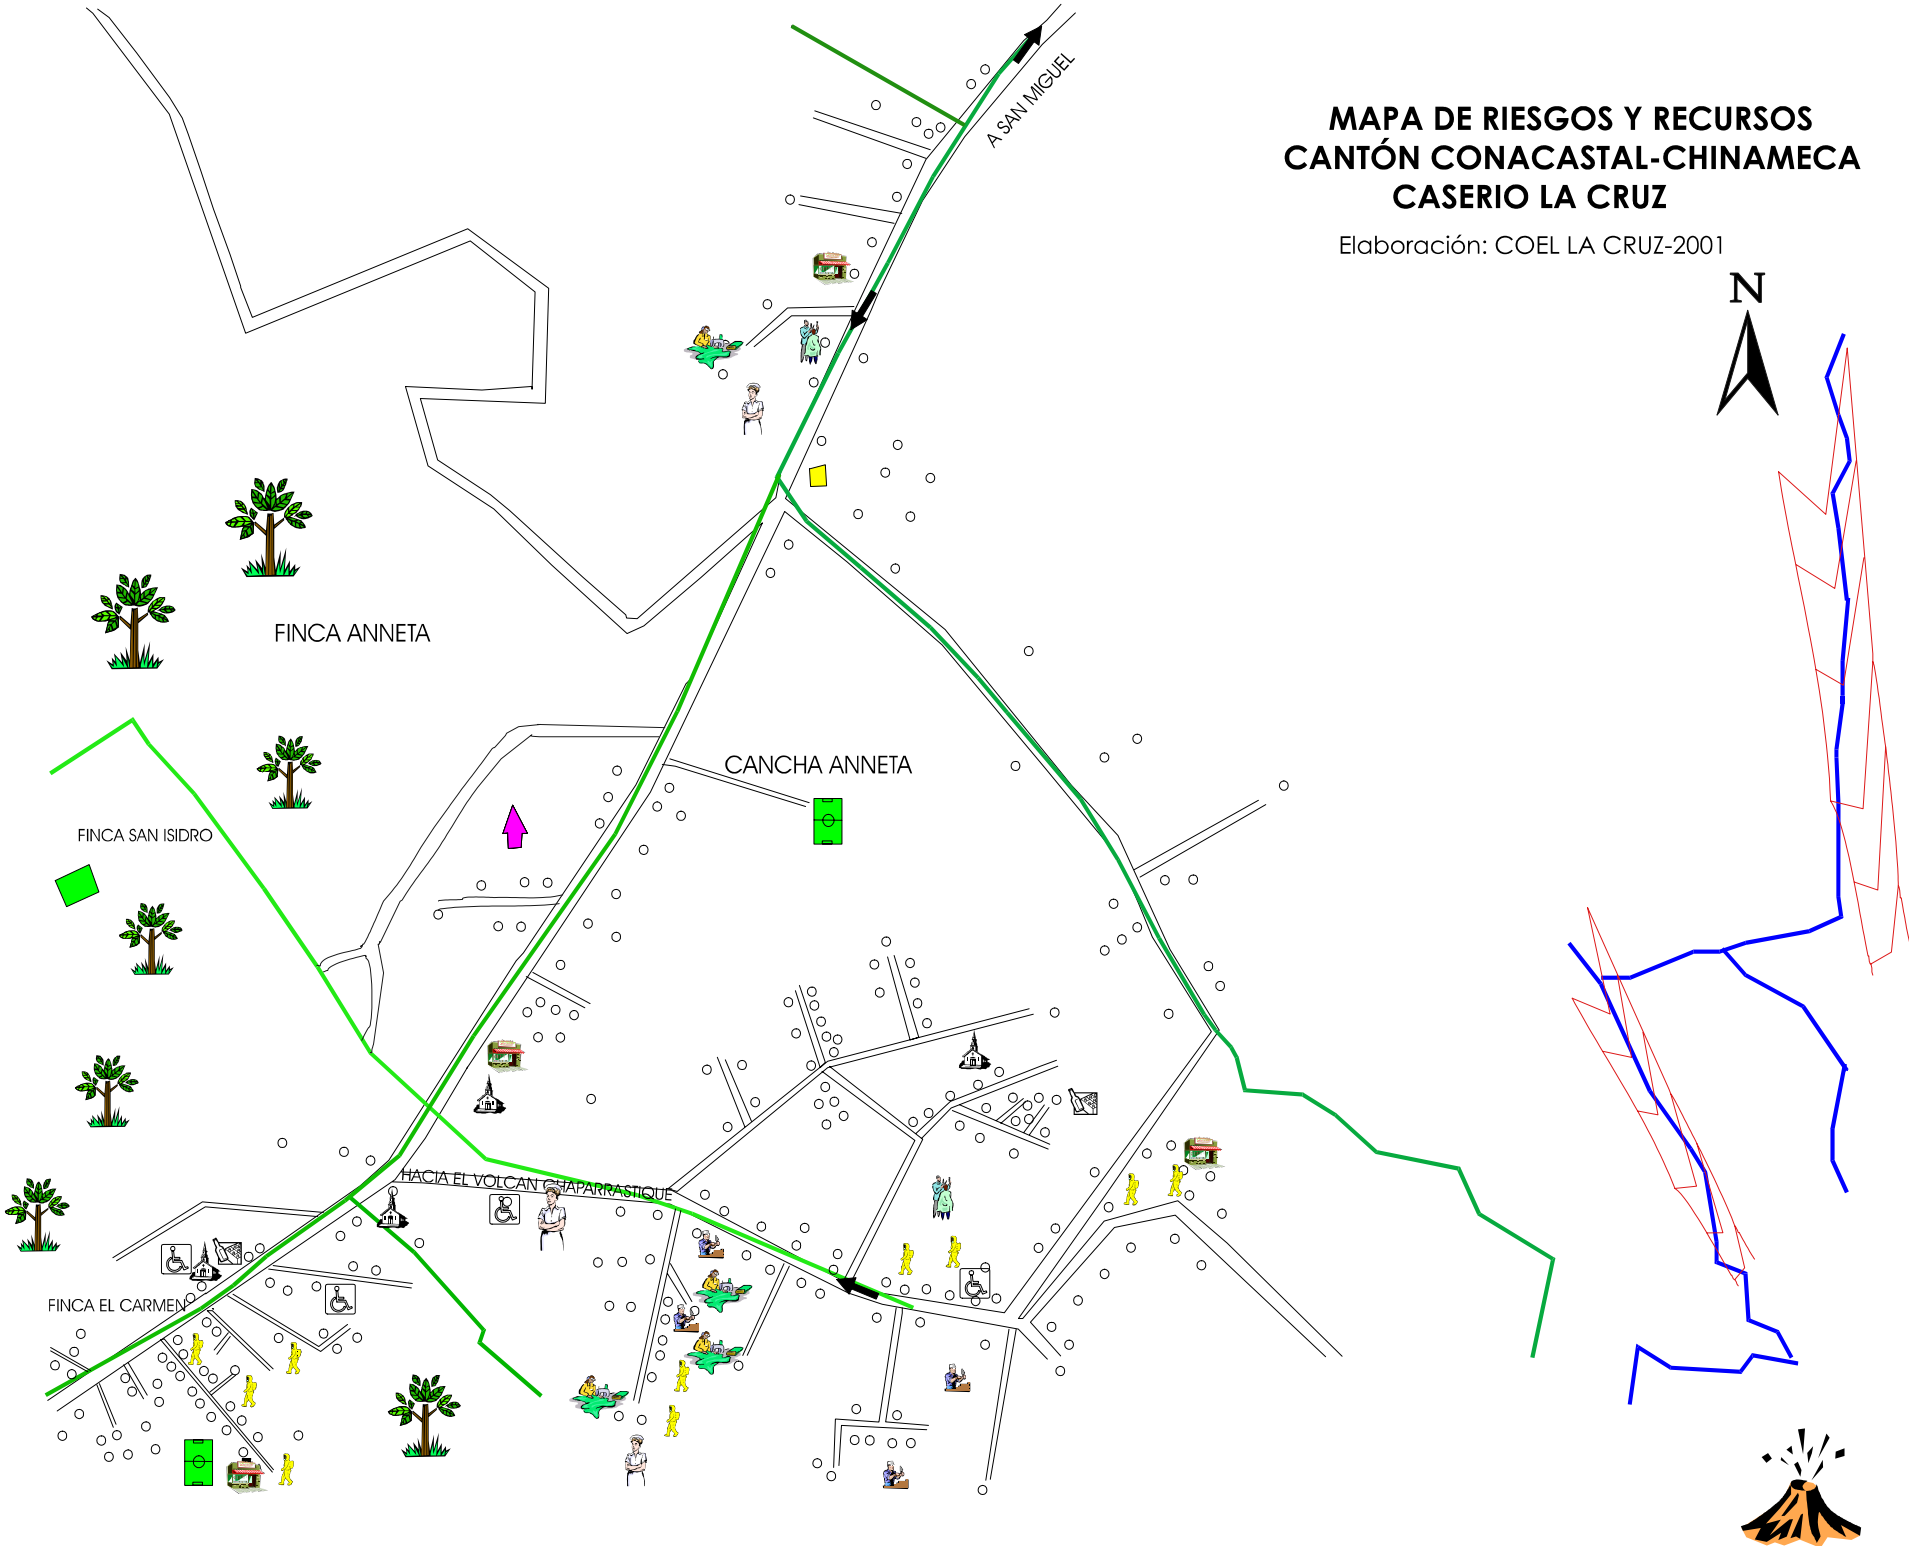 MAPA DE RIESGOS Y RECURSOS
CANTÓN CONACASTAL-CHINAMECA
CASERIO LA CRUZ
Elaboración: COEL LA CRUZ-2001
N
A SAN MIGUEL
FINCA ANNETA
CANCHA ANNETA
FINCA SAN ISIDRO
HACIA EL VOLCAN CHAPARRASTIQUE
FINCA EL CARMEN